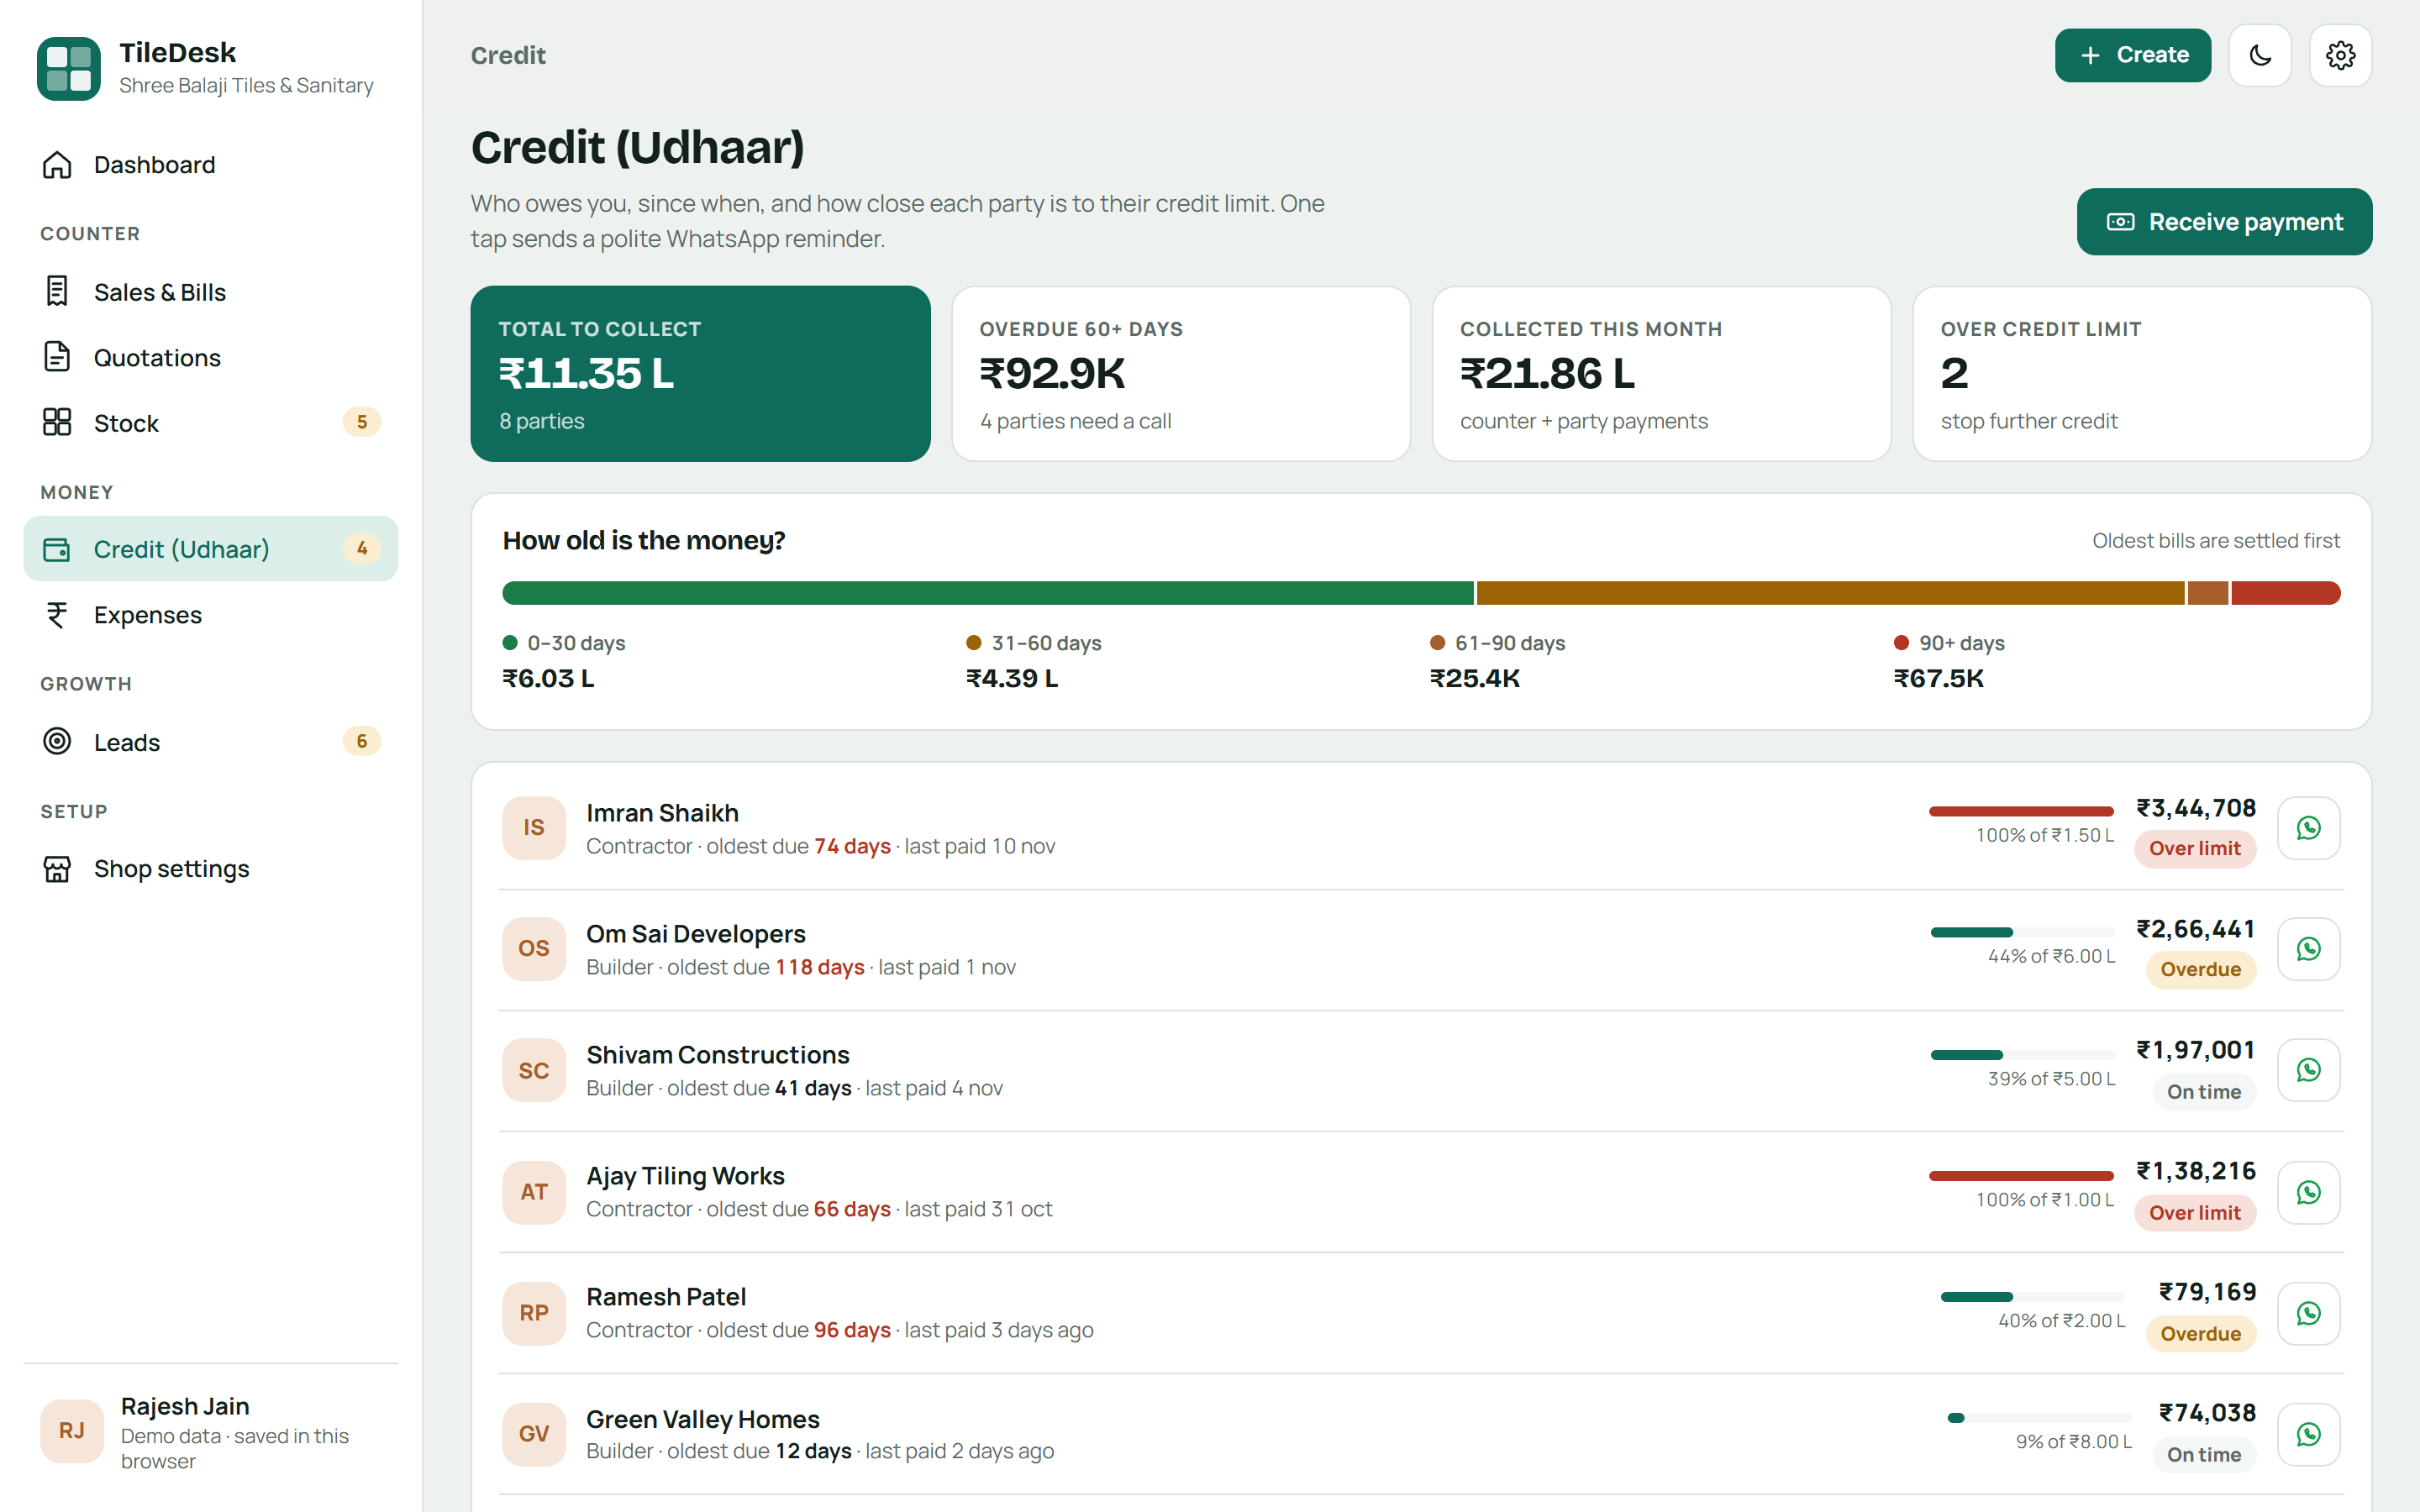 TileDesk
Shree Balaji Tiles & Sanitary
Dashboard
COUNTER
Sales & Bills
Quotations
Stock 5
MONEY
Credit (Udhaar) 4
Expenses
GROWTH
Leads 6
SETUP
Shop settings
RJ
Rajesh Jain
Demo data · saved in this
browser
Credit
Create
Credit (Udhaar)
Who owes you, since when, and how close each party is to their credit limit. One
tap sends a polite WhatsApp reminder.
Receive payment
TOTAL TO COLLECT
₹11.35 L
8 parties
OVERDUE 60+ DAYS
₹92.9K
4 parties need a call
COLLECTED THIS MONTH
₹21.86 L
counter + party payments
OVER CREDIT LIMIT
2
stop further credit
How old is the money?
Oldest bills are settled first
0–30 days
₹6.03 L
31–60 days
₹4.39 L
61–90 days
₹25.4K
90+ days
₹67.5K
IS
Imran Shaikh
Contractor · oldest due 74 days · last paid 10 nov
100% of ₹1.50 L
₹3,44,708
Over limit
OS
Om Sai Developers
Builder · oldest due 118 days · last paid 1 nov
44% of ₹6.00 L
₹2,66,441
Overdue
SC
Shivam Constructions
Builder · oldest due 41 days · last paid 4 nov
39% of ₹5.00 L
₹1,97,001
On time
AT
Ajay Tiling Works
Contractor · oldest due 66 days · last paid 31 oct
100% of ₹1.00 L
₹1,38,216
Over limit
RP
Ramesh Patel
Contractor · oldest due 96 days · last paid 3 days ago
40% of ₹2.00 L
₹79,169
Overdue
GV
Green Valley Homes
Builder · oldest due 12 days · last paid 2 days ago
9% of ₹8.00 L
₹74,038
On time